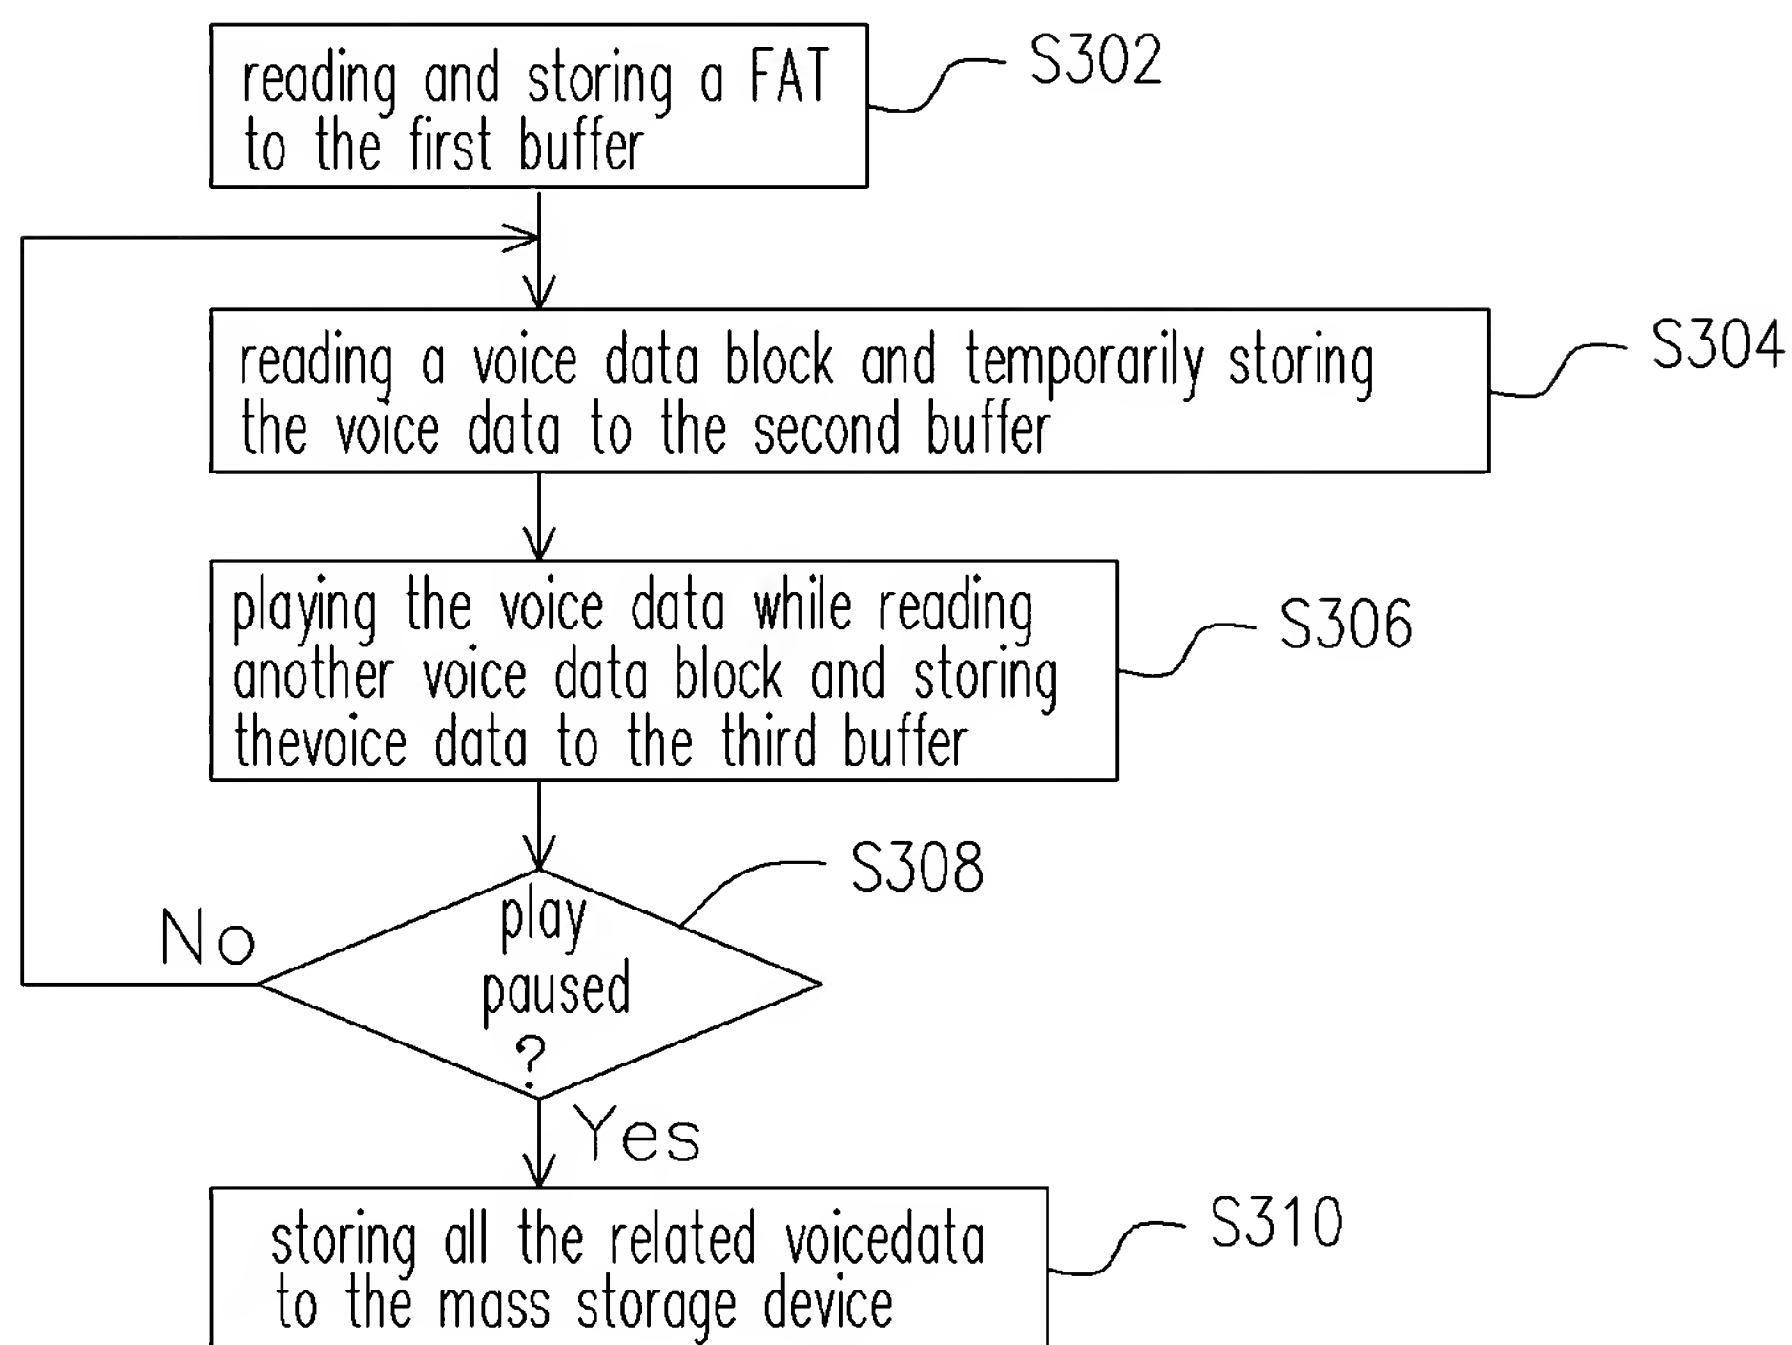 reading and storing a FAT
to the first buffer
S302
reading a voice data block and temporarily storing
the voice data to the second buffer
S304
playing the voice data while reading
another voice data block and storing
thevoice data to the third buffer
S306
play
paused
?
S308
No
Yes
storing all the related voicedata
to the mass storage device
S310